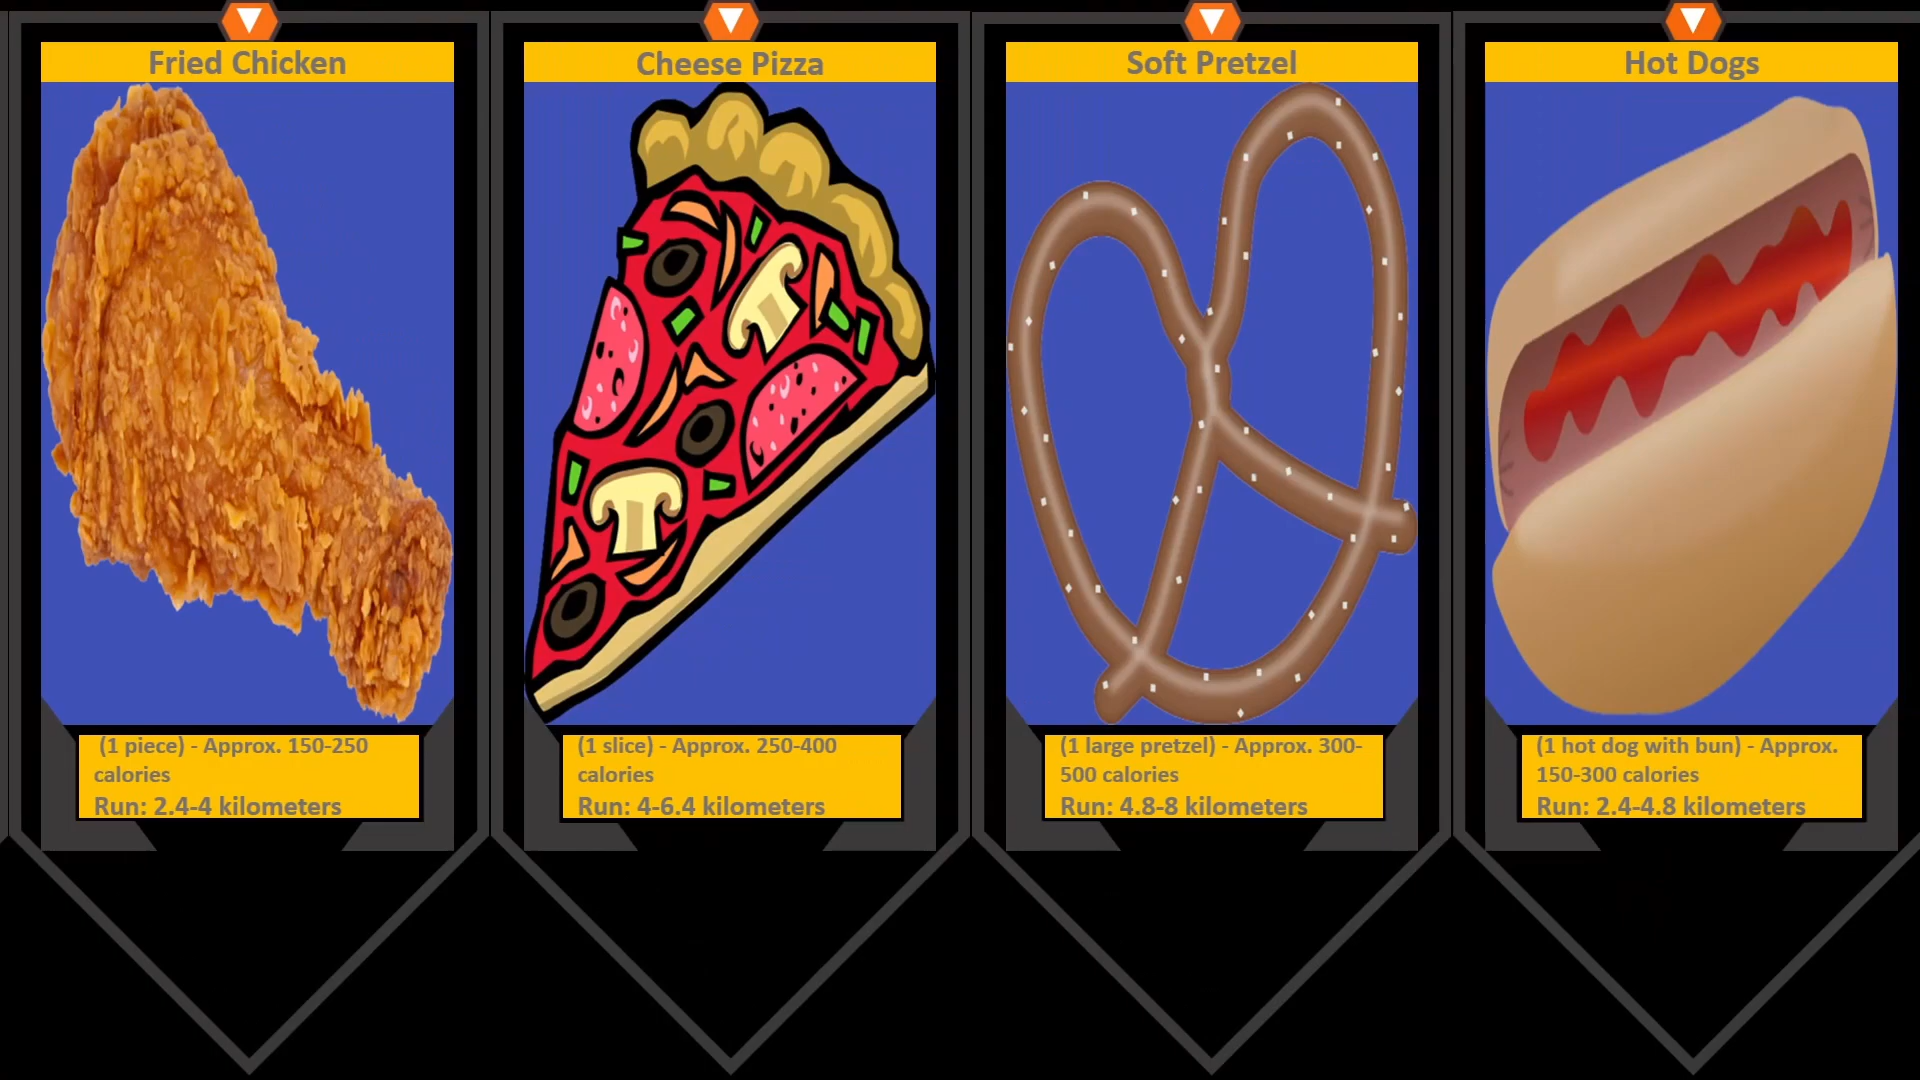 Fried Chicken
(1 piece) - Approx. 150-250
calories
Run: 2.4-4 kilometers
Cheese Pizza
(1 slice) - Approx. 250-400
calories
Run: 4-6.4 kilometers
Soft Pretzel
(1 large pretzel) - Approx. 300-
500 calories
Run: 4.8-8 kilometers
Hot Dogs
(1 hot dog with bun) - Approx.
150-300 calories
Run: 2.4-4.8 kilometers